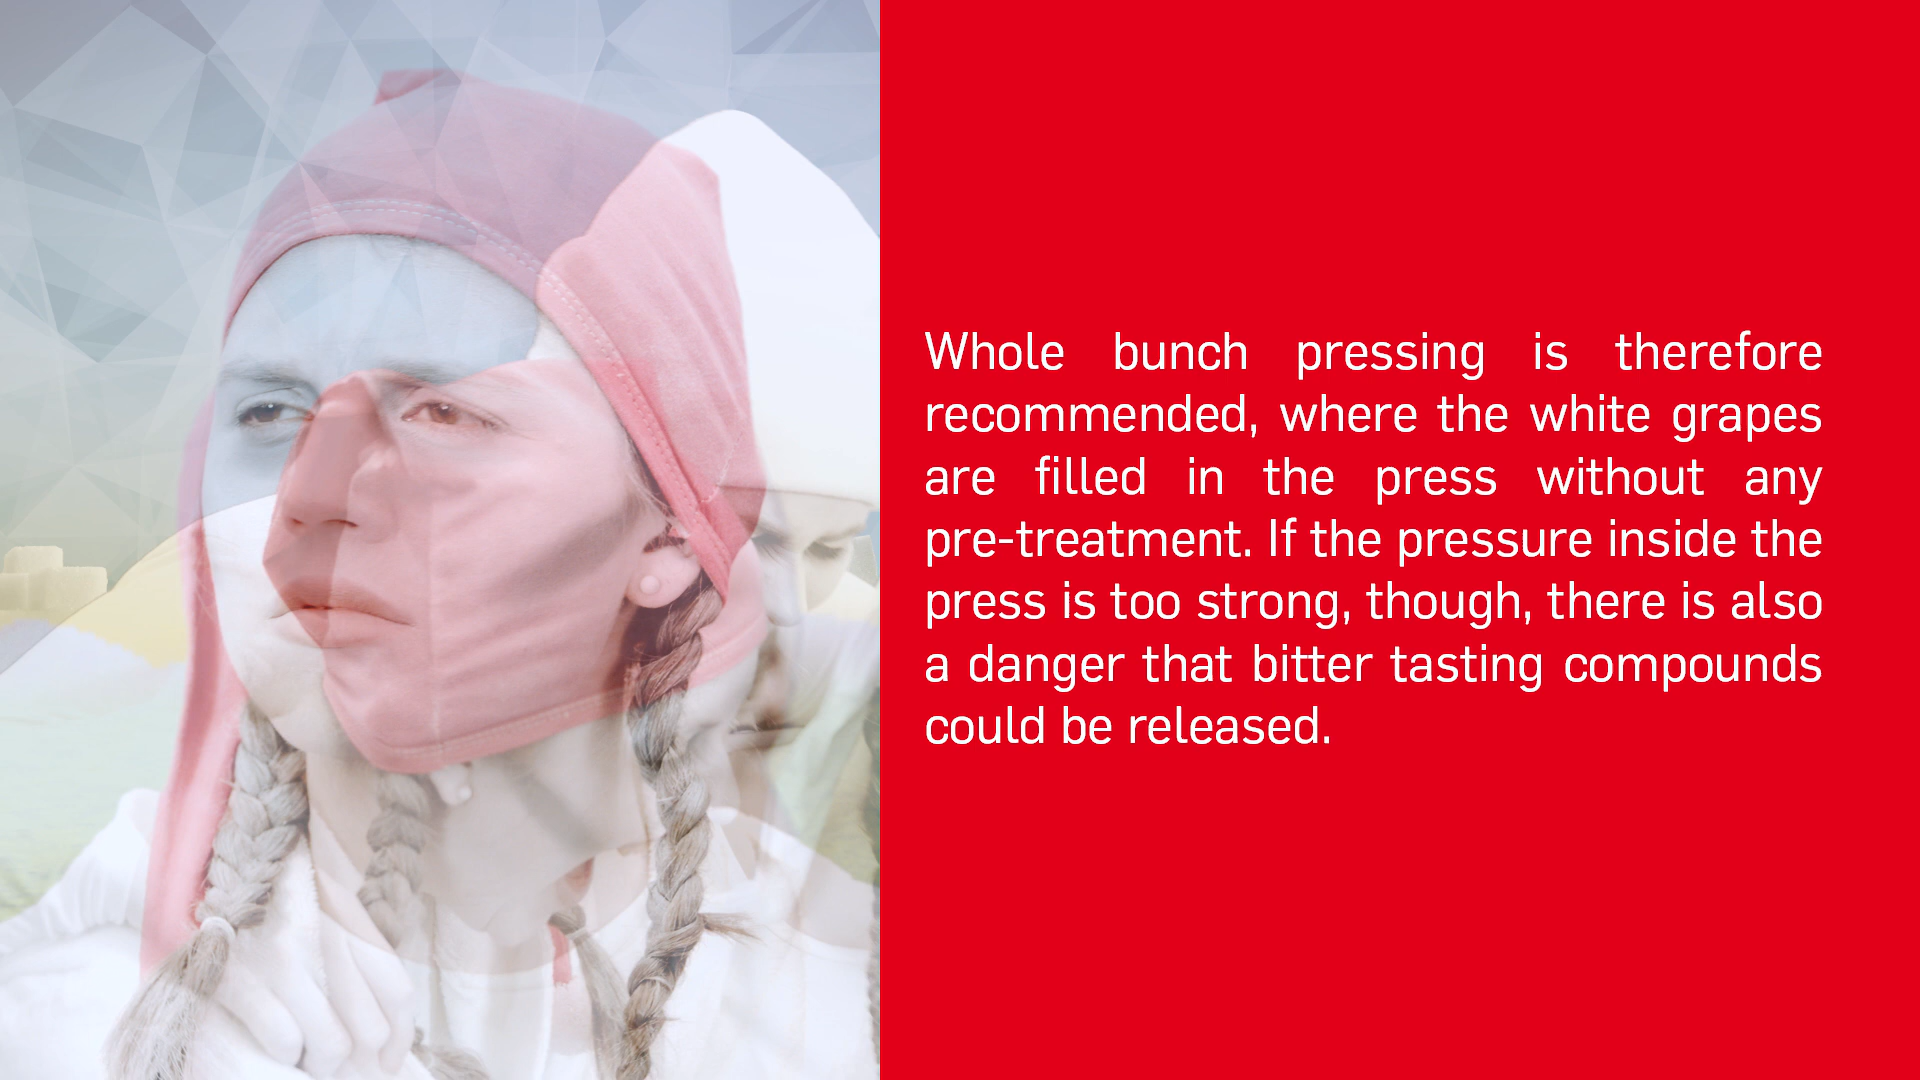 Whole bunch pressing is therefore
recommended, where the white grapes
are filled in the press without any
pre-treatment. If the pressure inside the
press is too strong, though, there is also
a danger that bitter tasting compounds
could be released.